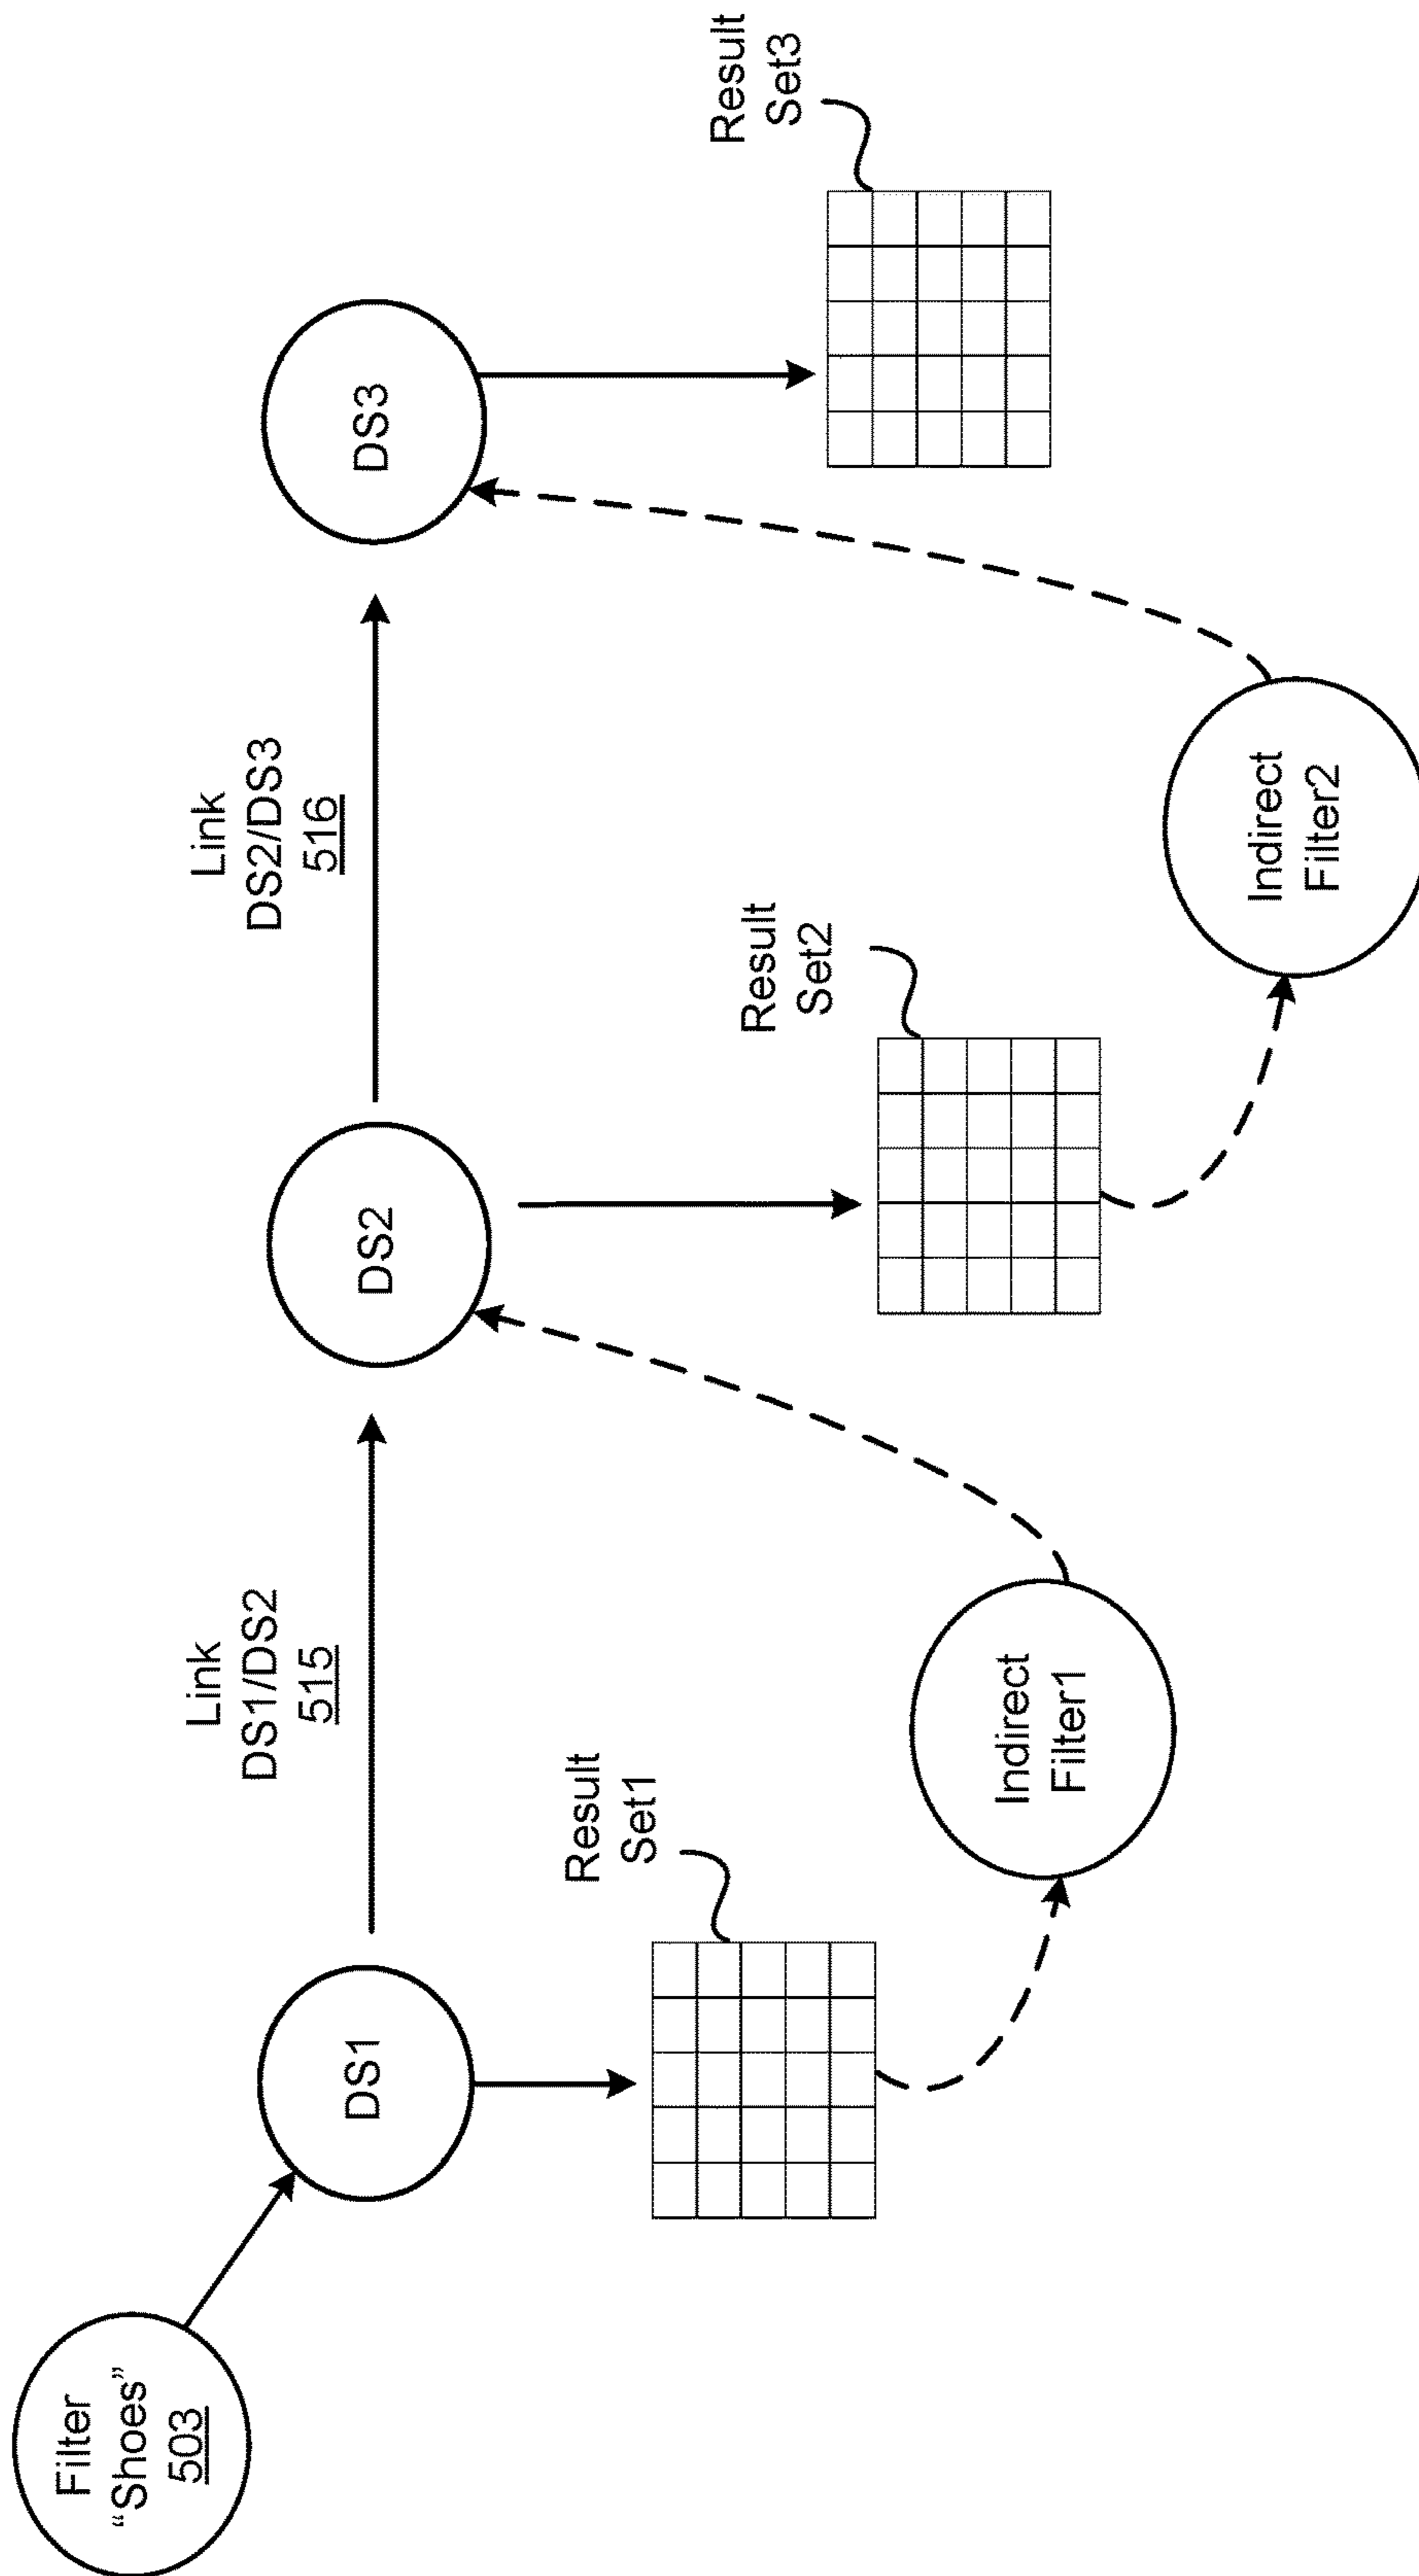 Filter
“Shoes”
503
DS1
Link
DS1/DS2
515
DS2
Link
DS2/DS3
516
DS3
Result
Set1
Result
Set2
Result
Set3
Indirect
Filter1
Indirect
Filter2